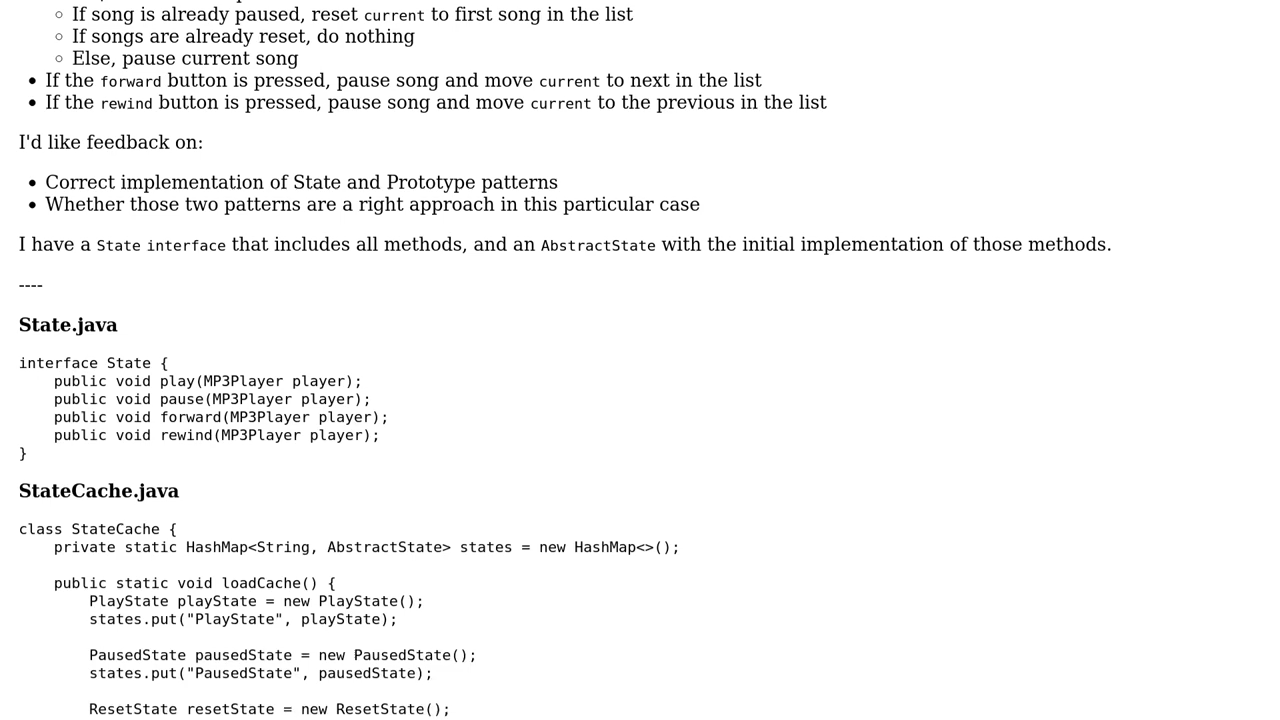 If song is already paused, reset current to first song in the list
If songs are already reset, do nothing
Else, pause current song
If the forward button is pressed, pause song and move current to next in the list
If the rewind button is pressed, pause song and move current to the previous in the list
I'd like feedback on:
Correct implementation of State and Prototype patterns
Whether those two patterns are a right approach in this particular case
I have a State interface that includes all methods, and an AbstractState with the initial implementation of those methods.
----
State.java
interface State {
    public void play(MP3Player player);
    public void pause(MP3Player player);
    public void forward(MP3Player player);
    public void rewind(MP3Player player);
}
StateCache.java
class StateCache {
    private static HashMap<String, AbstractState> states = new HashMap<>();
    public static void loadCache() {
        PlayState playState = new PlayState();
        states.put("PlayState", playState);
        PausedState pausedState = new PausedState();
        states.put("PausedState", pausedState);
        ResetState resetState = new ResetState();